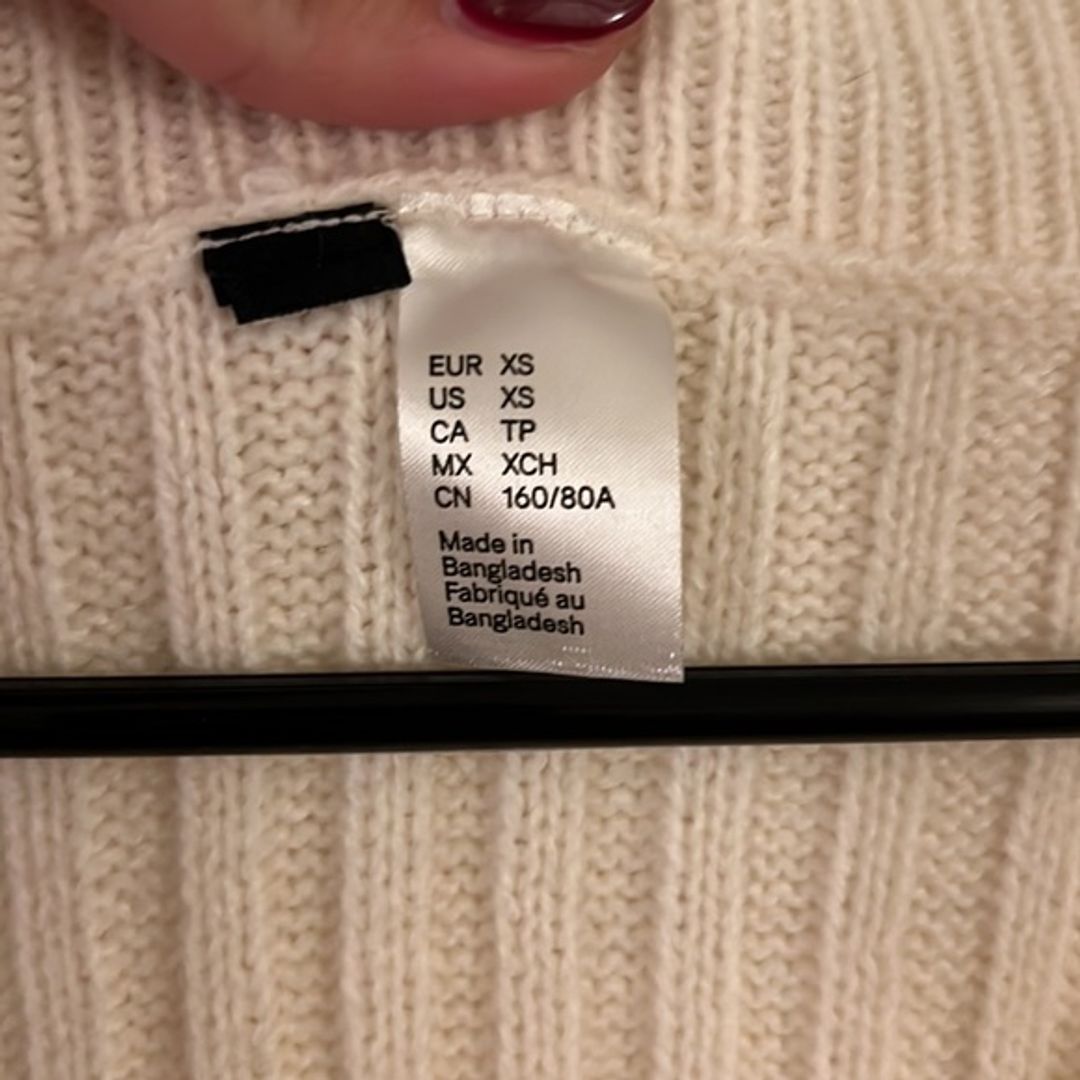 EUR XS
US XS
CA TP
MX XCH
CN 160/80A
Made in
Bangladesh
Fabriqué au
Bangladesh